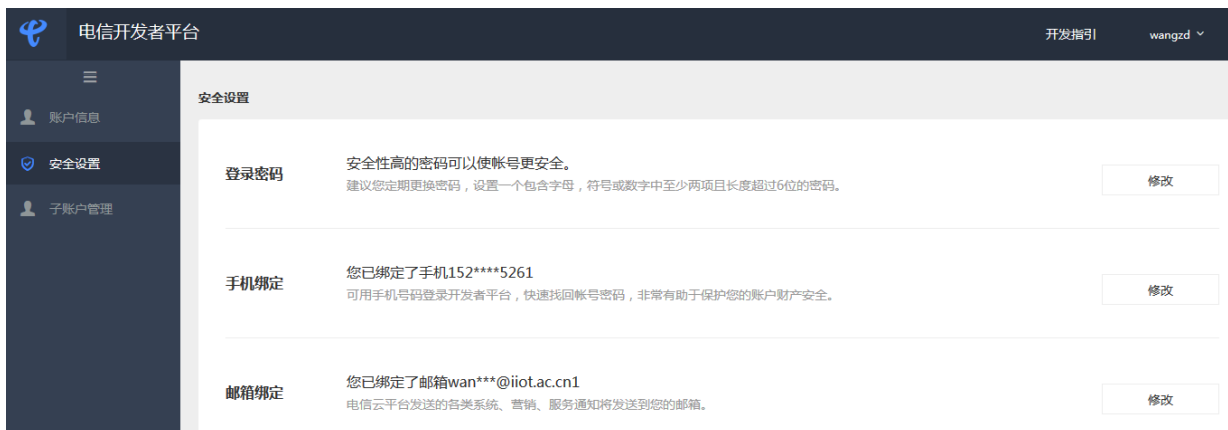 电信开发者平台
开发指引
wangzd
账户信息
安全设置
子账户管理
安全设置
登录密码
安全性高的密码可以使帐号更安全。
建议您定期更换密码，设置一个包含字母，符号或数字中至少两项且长度超过6位的密码。
修改
手机绑定
您已绑定了手机152****5261
可用手机号码登录开发者平台，快速找回帐号密码，非常有助于保护您的账户财产安全。
修改
邮箱绑定
您已绑定了邮箱wan***@iiot.ac.cn1
电信云平台发送的各类系统、营销、服务通知将发送到您的邮箱。
修改